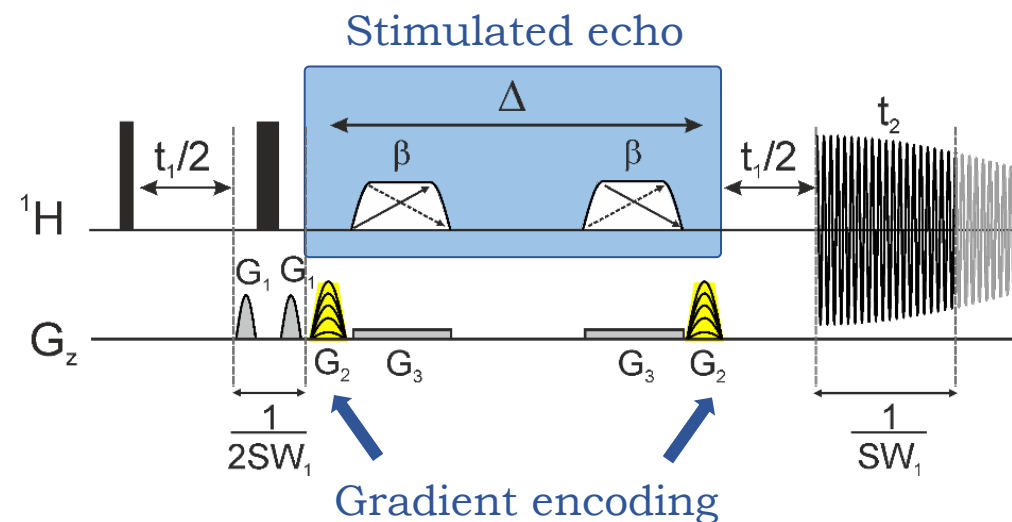 Stimulated echo
Δ
t₂
β
β
t₁/2
t₁/2
¹H
G₁
G₁
G_z
G₂
G₃
G₃
G₂
1
2SW₁
1
SW₁
Gradient encoding